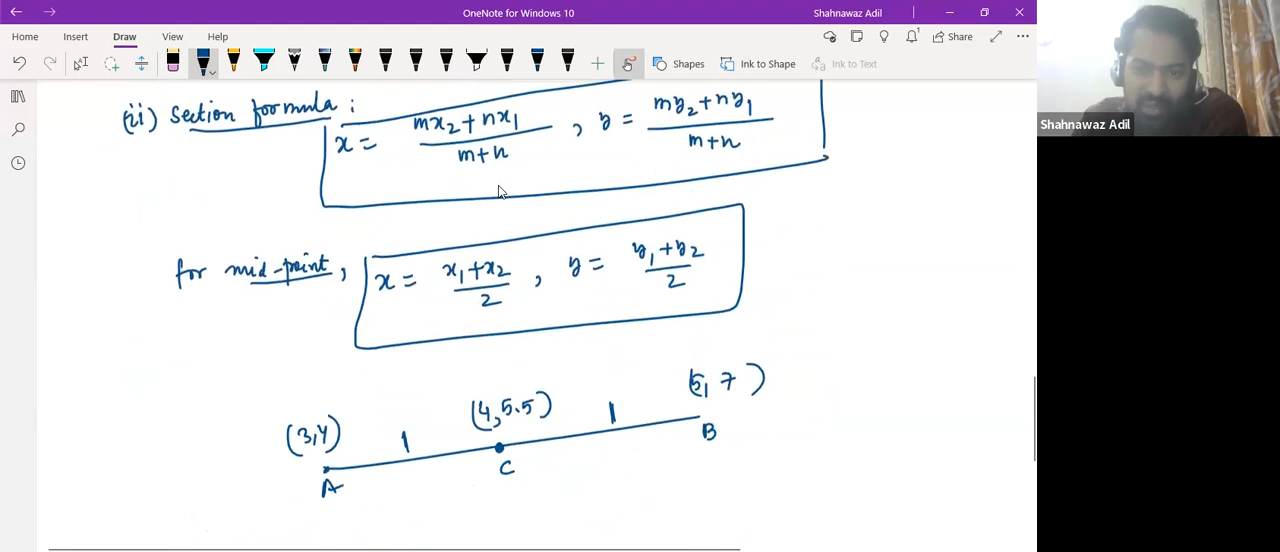 OneNote for Windows 10
Shahnawaz Adil
Home Insert Draw View Help
Share
Shapes Ink to Shape Ink to Text
Shahnawaz Adil
(ii) Section formula :
x = mx₂+nx₁ / m+n , y = my₂+ny₁ / m+n
for mid-point, x = x₁+x₂ / 2 , y = y₁+y₂ / 2
(3,4) 1 (4,5.5) 1 (5,7)
A C B